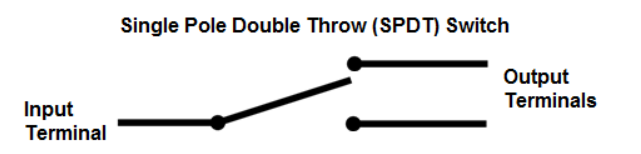 Single Pole Double Throw (SPDT) Switch
Output
Terminals
Input
Terminal